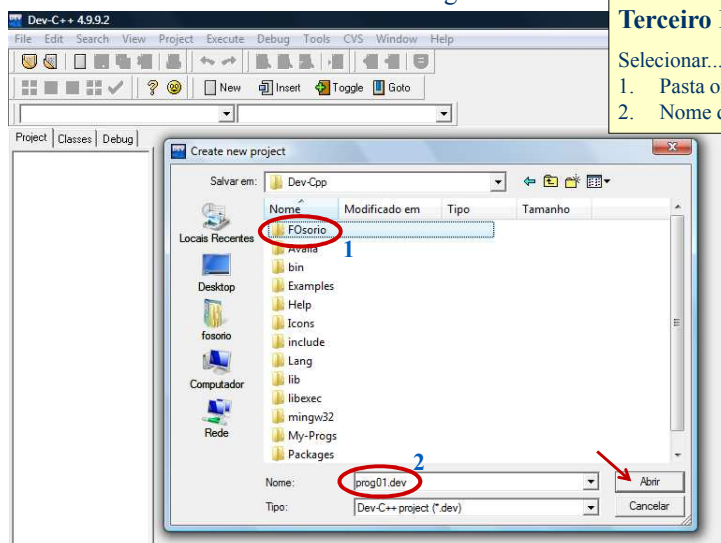 Dev-C++ 4.9.9.2
File Edit Search View Project Execute Debug Tools CVS Window Help
New Insert Toggle Goto
Terceiro
Selecionar...
1. Pasta o
2. Nome
Project Classes Debug
Create new project
Salvar em: Dev-Cpp
Nome Modificado em Tipo Tamanho
Locais Recentes
Desktop
fosorio
Computador
Rede
FOsorio
1
Avalia
bin
Examples
Help
Icons
include
Lang
lib
libexec
mingw32
My-Progs
Packages
2
Nome: prog01.dev Abrir
Tipo: Dev-C++ project (*.dev) Cancelar